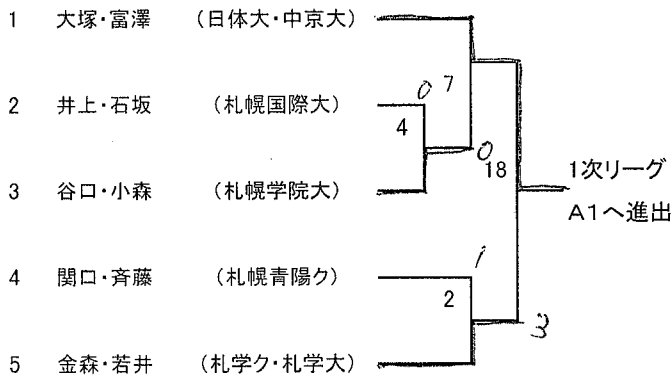 1 大塚・富澤 (日体大・中京大)
7
2 井上・石坂 (札幌国際大) 0
4
0
18
1次リーグ
3 谷口・小森 (札幌学院大)
A1へ進出
1
4 関口・斉藤 (札幌青陽ク)
2
3
5 金森・若井 (札学ク・札学大)